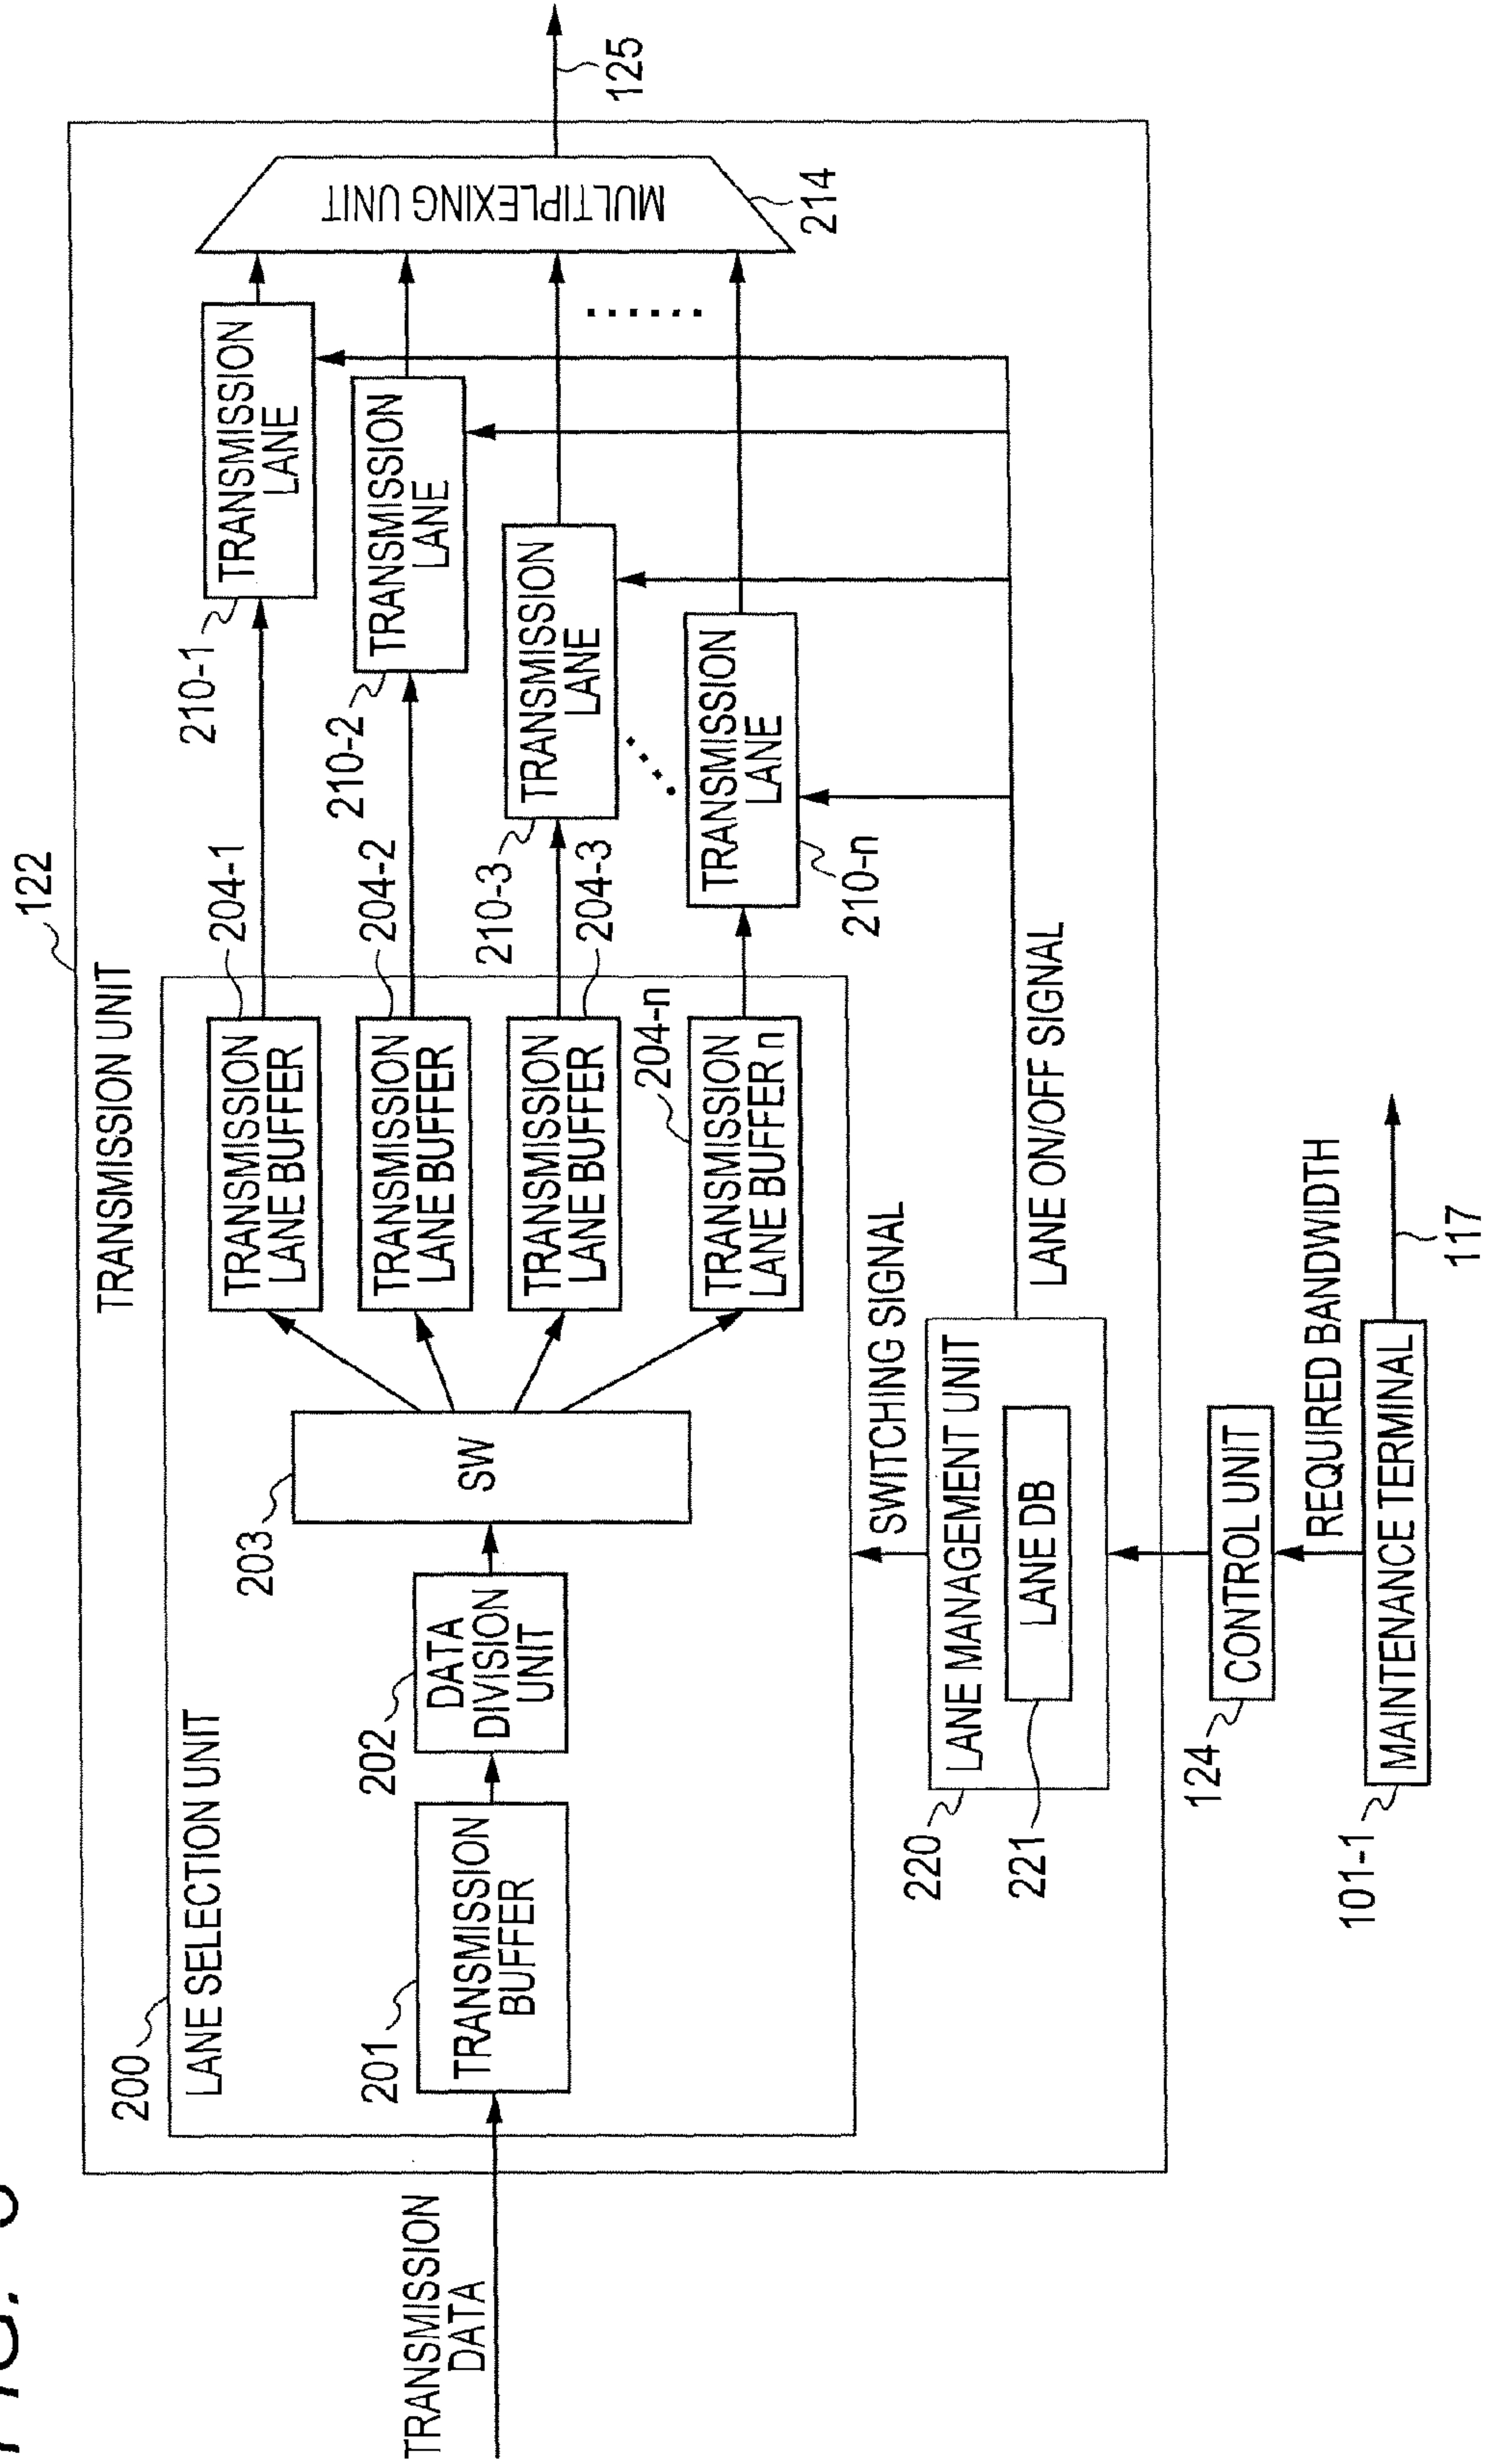 122
TRANSMISSION UNIT
200
LANE SELECTION UNIT
TRANSMISSION
DATA
201
TRANSMISSION
BUFFER
202
DATA
DIVISION
UNIT
203
SW
TRANSMISSION
LANE BUFFER
204-1
TRANSMISSION
LANE BUFFER
204-2
TRANSMISSION
LANE BUFFER
204-3
TRANSMISSION
LANE BUFFER n
204-n
210-1
TRANSMISSION
LANE
210-2
TRANSMISSION
LANE
210-3
TRANSMISSION
LANE
210-n
TRANSMISSION
LANE
MULTIPLEXING UNIT
214
125
SWITCHING SIGNAL
LANE ON/OFF SIGNAL
220
LANE MANAGEMENT UNIT
221
LANE DB
124
CONTROL UNIT
REQUIRED BANDWIDTH
101-1
MAINTENANCE TERMINAL
117